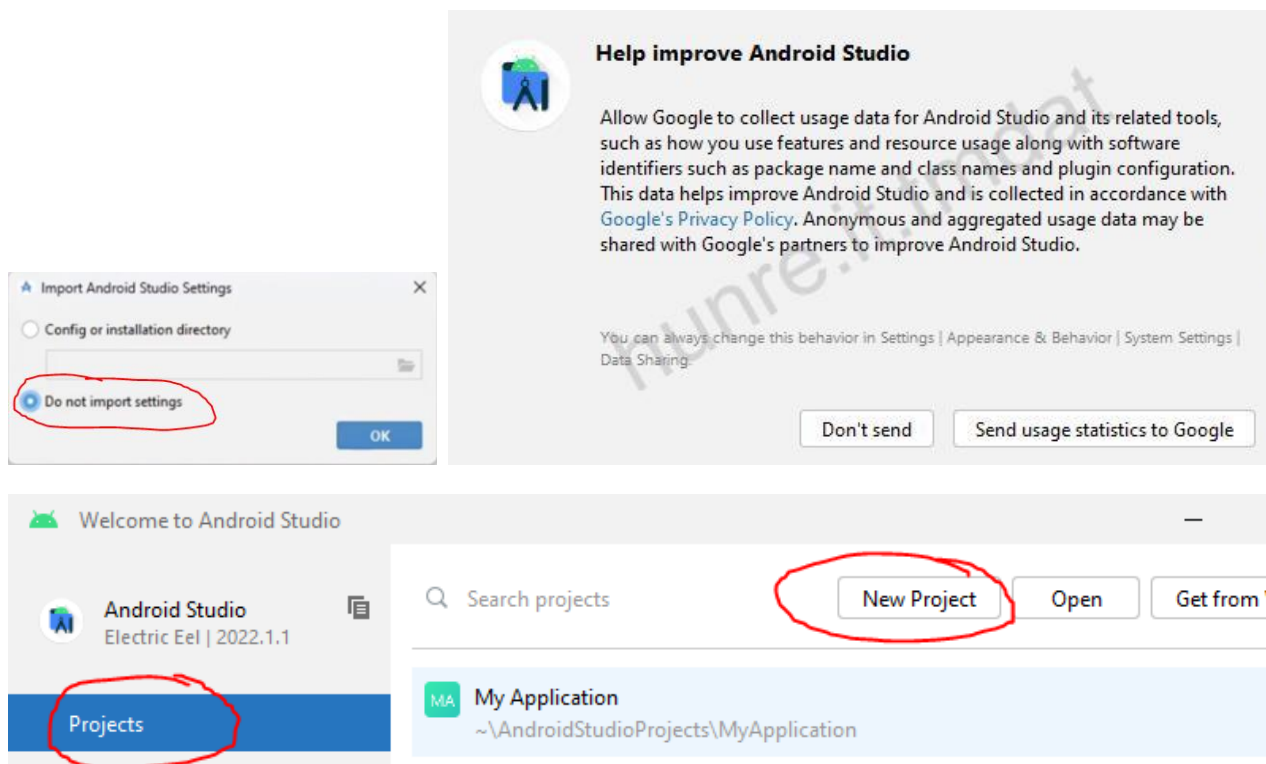 Help improve Android Studio
Allow Google to collect usage data for Android Studio and its related tools,
such as how you use features and resource usage along with software
identifiers such as package name and class names and plugin configuration.
This data helps improve Android Studio and is collected in accordance with
Google's Privacy Policy. Anonymous and aggregated usage data may be
shared with Google's partners to improve Android Studio.
You can always change this behavior in Settings | Appearance & Behavior | System Settings |
Data Sharing.
Don't send
Send usage statistics to Google
hunre.it.tmdat
Import Android Studio Settings
Config or installation directory
Do not import settings
OK
Welcome to Android Studio
Android Studio
Electric Eel | 2022.1.1
Projects
Search projects
New Project
Open
Get from
MA
My Application
~\AndroidStudioProjects\MyApplication